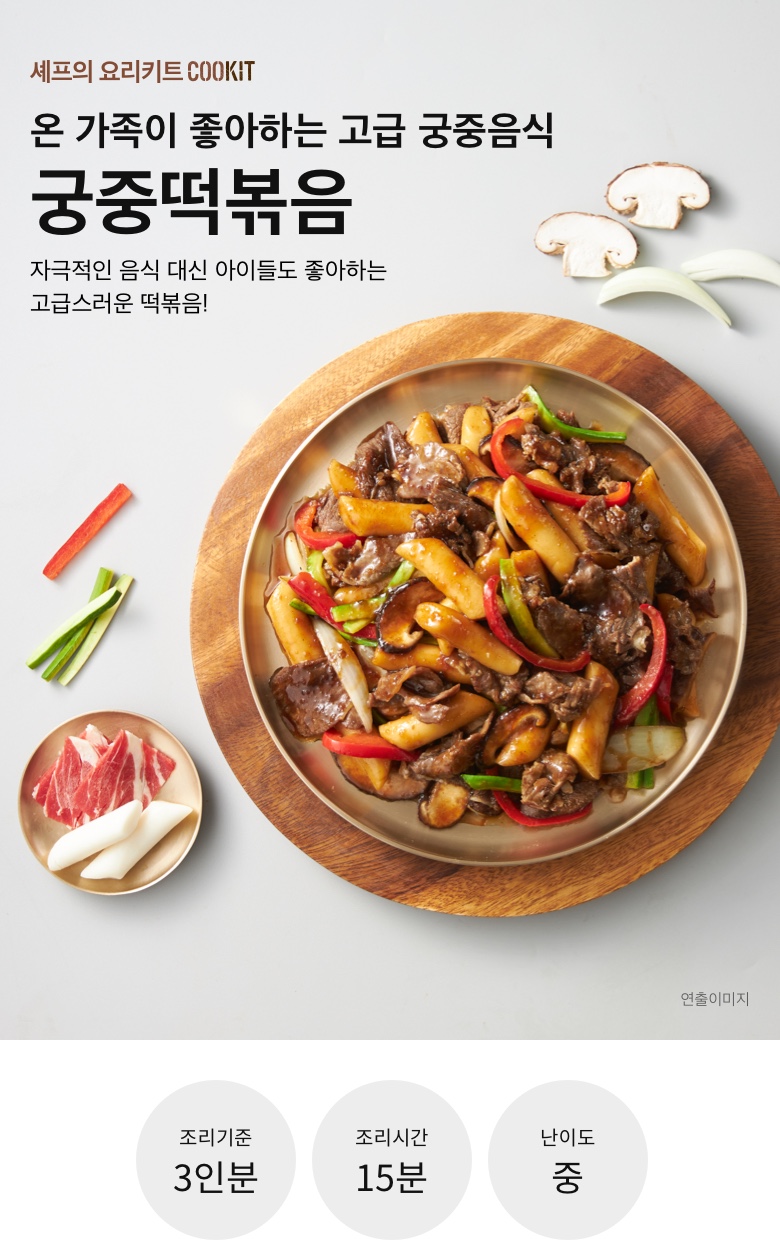 셰프의 요리키트 COOKIT
온 가족이 좋아하는 고급 궁중음식
궁중떡볶음
자극적인 음식 대신 아이들도 좋아하는
고급스러운 떡볶음!
연출이미지
조리기준
3인분
조리시간
15분
난이도
중